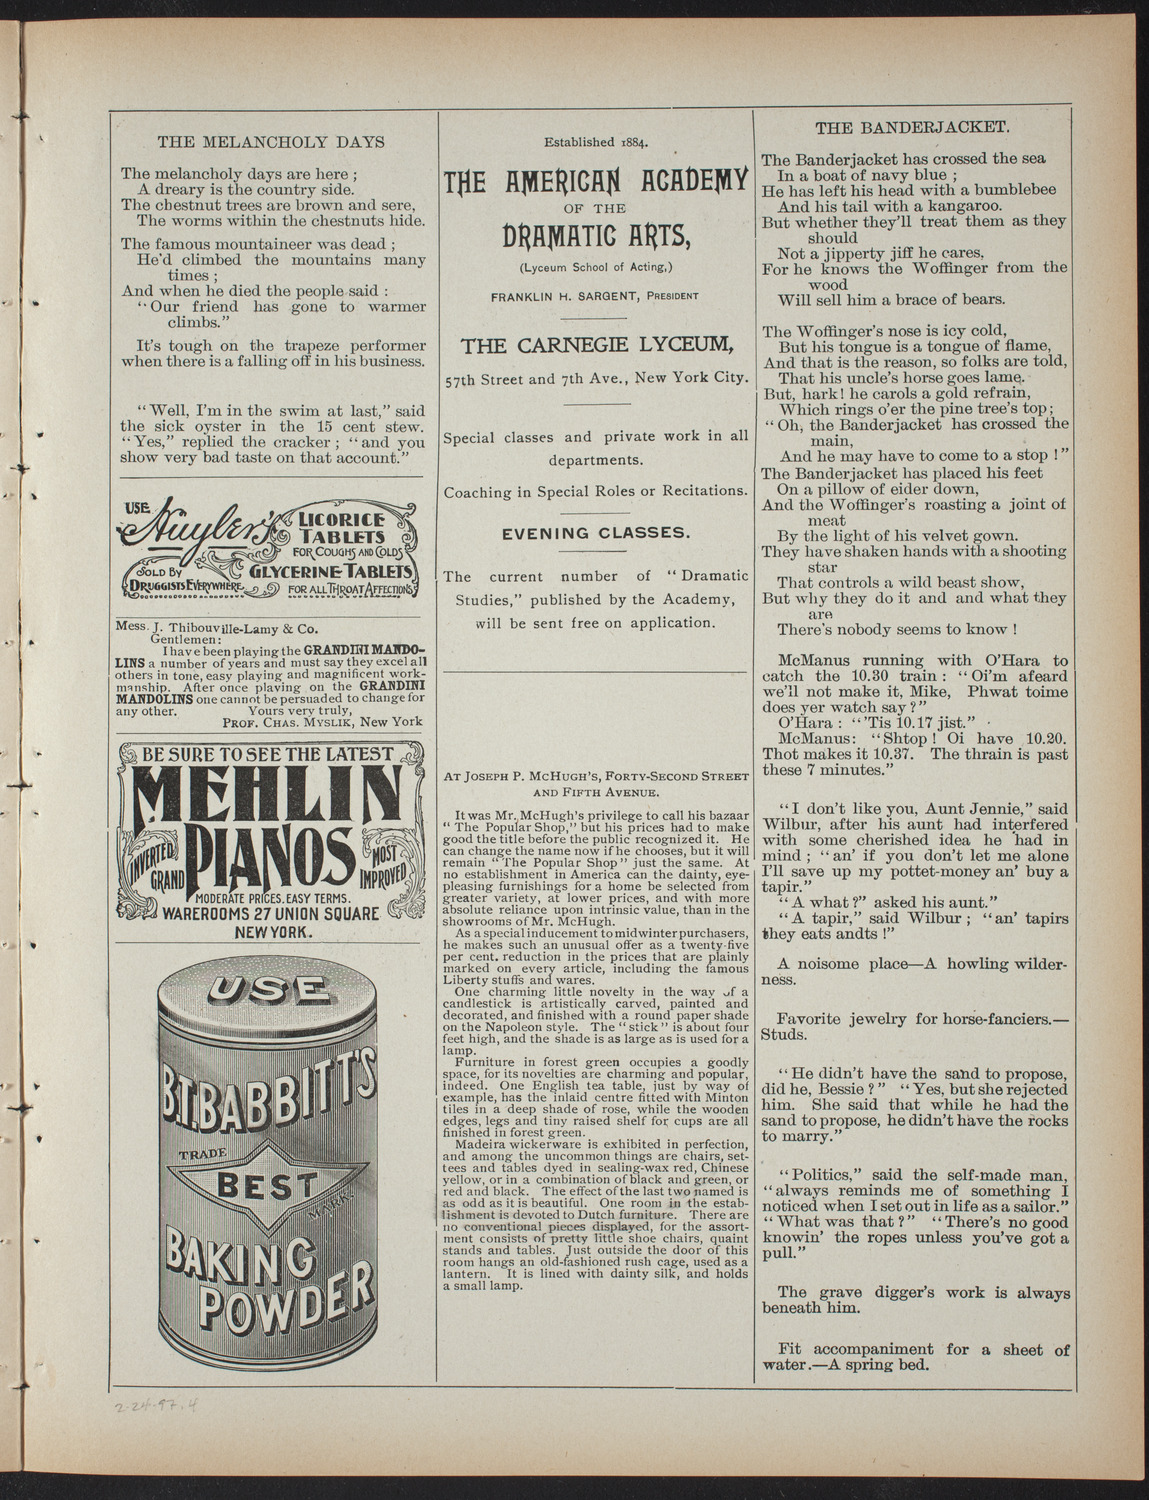 THE MELANCHOLY DAYS
The melancholy days are here ;
A dreary is the country side.
The chestnut trees are brown and sere,
The worms within the chestnuts hide.
The famous mountaineer was dead ;
He'd climbed the mountains many
times ;
And when he died the people said :
"Our friend has gone to warmer
climbs."
It's tough on the trapeze performer
when there is a falling off in his business.
"Well, I'm in the swim at last," said
the sick oyster in the 15 cent stew.
"Yes," replied the cracker ; "and you
show very bad taste on that account."
USE
Huyler's
LICORICE
TABLETS
FOR COUGHS AND COLDS
SOLD BY
DRUGGISTS EVERYWHERE
GLYCERINE TABLETS
FOR ALL THROAT AFFECTIONS
Mess. J. Thibouville-Lamy & Co.
Gentlemen:
I have been playing the GRANDINI MANDO-
LINS a number of years and must say they excel all
others in tone, easy playing and magnificent work-
manship. After once playing on the GRANDINI
MANDOLINS one cannot be persuaded to change for
any other. Yours very truly,
PROF. CHAS. MYSLIK, New York
BE SURE TO SEE THE LATEST
MEHLIN
PIANOS
INVERTED
GRAND
MOST
IMPROVED
MODERATE PRICES. EASY TERMS.
WAREROOMS 27 UNION SQUARE
NEW YORK.
USE
B.T. BABBITT'S
TRADE
BEST
MARK.
BAKING
POWDER
Established 1884.
THE AMERICAN ACADEMY
OF THE
DRAMATIC ARTS,
(Lyceum School of Acting,)
FRANKLIN H. SARGENT, PRESIDENT
THE CARNEGIE LYCEUM,
57th Street and 7th Ave., New York City.
Special classes and private work in all
departments.
Coaching in Special Roles or Recitations.
EVENING CLASSES.
The current number of "Dramatic
Studies," published by the Academy,
will be sent free on application.
AT JOSEPH P. MCHUGH'S, FORTY-SECOND STREET
AND FIFTH AVENUE.
It was Mr. McHugh's privilege to call his bazaar
"The Popular Shop," but his prices had to make
good the title before the public recognized it. He
can change the name now if he chooses, but it will
remain "The Popular Shop" just the same. At
no establishment in America can the dainty, eye-
pleasing furnishings for a home be selected from
greater variety, at lower prices, and with more
absolute reliance upon intrinsic value, than in the
showrooms of Mr. McHugh.
As a special inducement to midwinter purchasers,
he makes such an unusual offer as a twenty-five
per cent. reduction in the prices that are plainly
marked on every article, including the famous
Liberty stuffs and wares.
One charming little novelty in the way of a
candlestick is artistically carved, painted and
decorated, and finished with a round paper shade
on the Napoleon style. The "stick" is about four
feet high, and the shade is as large as is used for a
lamp.
Furniture in forest green occupies a goodly
space, for its novelties are charming and popular,
indeed. One English tea table, just by way of
example, has the inlaid centre fitted with Minton
tiles in a deep shade of rose, while the wooden
edges, legs and tiny raised shelf for cups are all
finished in forest green.
Madeira wickerware is exhibited in perfection,
and among the uncommon things are chairs, set-
tees and tables dyed in sealing-wax red, Chinese
yellow, or in a combination of black and green, or
red and black. The effect of the last two named is
as odd as it is beautiful. One room in the estab-
lishment is devoted to Dutch furniture. There are
no conventional pieces displayed, for the assort-
ment consists of pretty little shoe chairs, quaint
stands and tables. Just outside the door of this
room hangs an old-fashioned rush cage, used as a
lantern. It is lined with dainty silk, and holds
a small lamp.
THE BANDERJACKET.
The Banderjacket has crossed the sea
In a boat of navy blue ;
He has left his head with a bumblebee
And his tail with a kangaroo.
But whether they'll treat them as they
should
Not a jipperty jiff he cares,
For he knows the Woffinger from the
wood
Will sell him a brace of bears.
The Woffinger's nose is icy cold,
But his tongue is a tongue of flame,
And that is the reason, so folks are told,
That his uncle's horse goes lame.
But, hark! he carols a gold refrain,
Which rings o'er the pine tree's top;
"Oh, the Banderjacket has crossed the
main,
And he may have to come to a stop !"
The Banderjacket has placed his feet
On a pillow of eider down,
And the Woffinger's roasting a joint of
meat
By the light of his velvet gown.
They have shaken hands with a shooting
star
That controls a wild beast show,
But why they do it and and what they
are
There's nobody seems to know !
McManus running with O'Hara to
catch the 10.30 train : "Oi'm afeard
we'll not make it, Mike, Phwat toime
does yer watch say ?"
O'Hara : "'Tis 10.17 jist."
McManus: "Shtop ! Oi have 10.20.
Thot makes it 10.37. The thrain is past
these 7 minutes."
"I don't like you, Aunt Jennie," said
Wilbur, after his aunt had interfered
with some cherished idea he had in
mind ; "an' if you don't let me alone
I'll save up my pottet-money an' buy a
tapir."
"A what ?" asked his aunt."
"A tapir," said Wilbur ; "an' tapirs
they eats andts !"
A noisome place—A howling wilder-
ness.
Favorite jewelry for horse-fanciers.—
Studs.
"He didn't have the sand to propose,
did he, Bessie ?" "Yes, but she rejected
him. She said that while he had the
sand to propose, he didn't have the rocks
to marry."
"Politics," said the self-made man,
"always reminds me of something I
noticed when I set out in life as a sailor."
"What was that ?" "There's no good
knowin' the ropes unless you've got a
pull."
The grave digger's work is always
beneath him.
Fit accompaniment for a sheet of
water.—A spring bed.
2-24-97.4